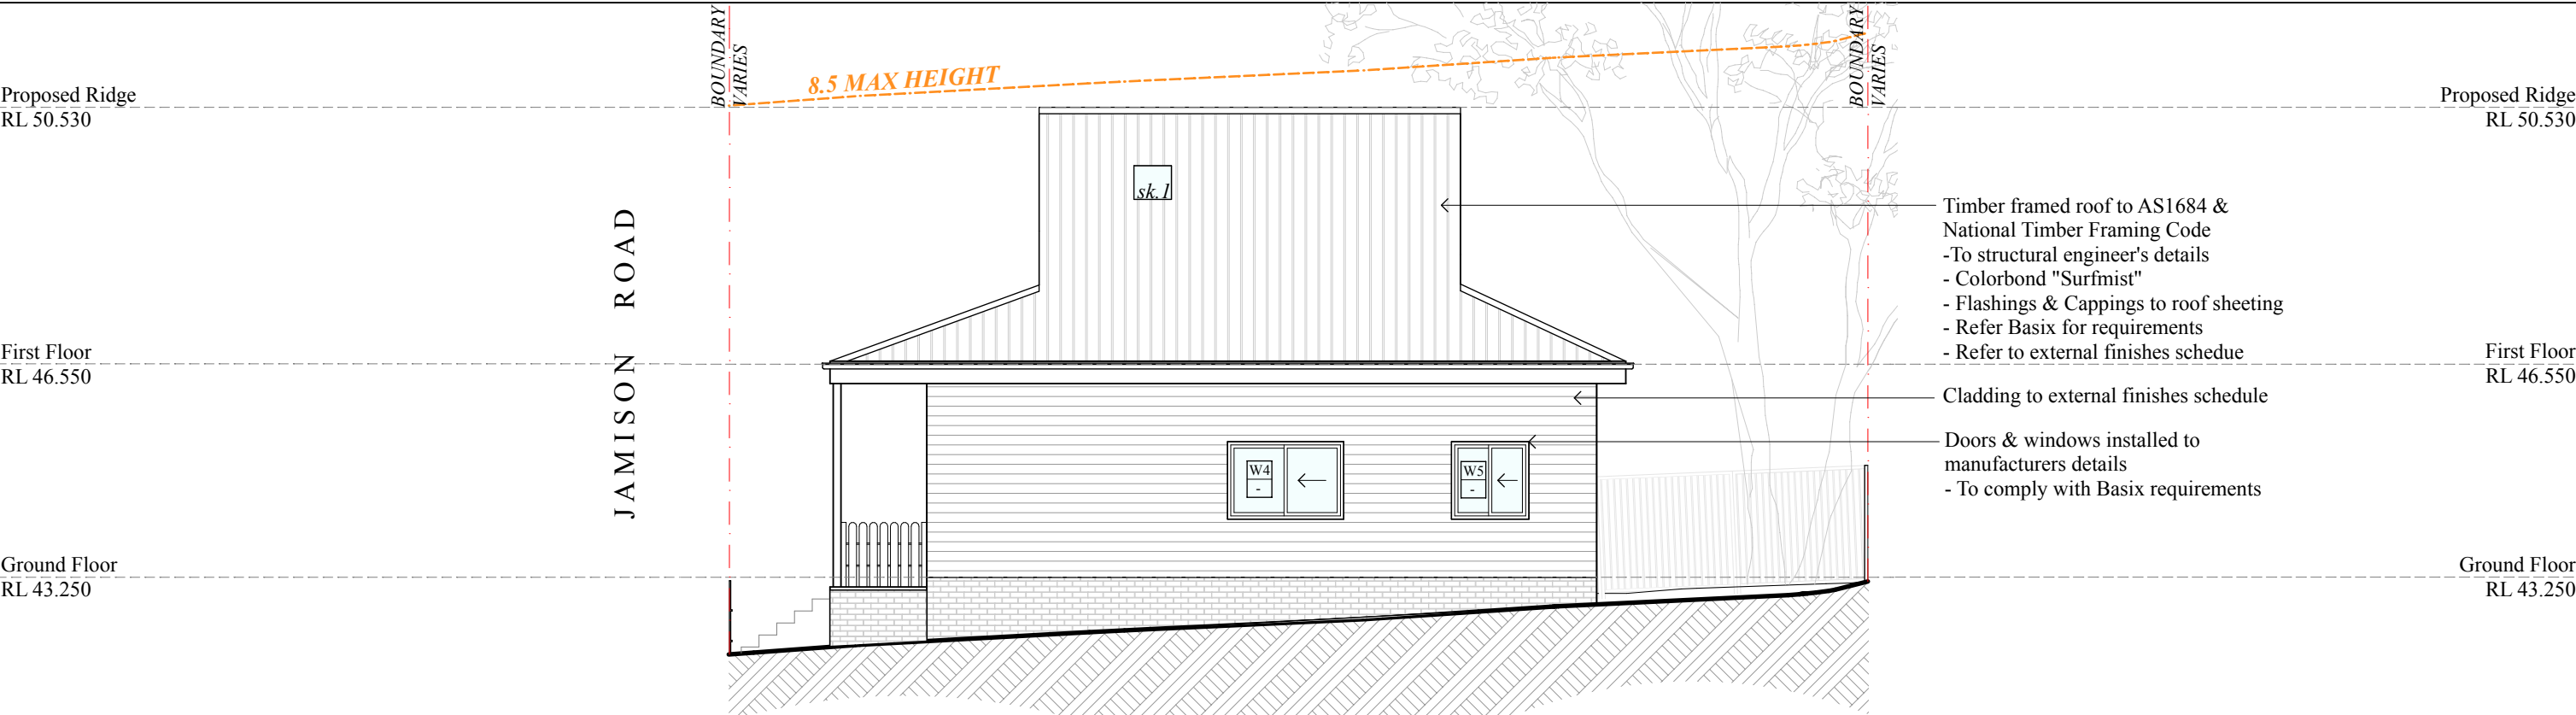 BOUNDARY
VARIES
BOUNDARY
VARIES
8.5 MAX HEIGHT
Proposed Ridge
RL 50.530
Proposed Ridge
RL 50.530
sk.1
JAMISON ROAD
Timber framed roof to AS1684 &
National Timber Framing Code
-To structural engineer's details
- Colorbond "Surfmist"
- Flashings & Cappings to roof sheeting
- Refer Basix for requirements
- Refer to external finishes schedue
First Floor
RL 46.550
First Floor
RL 46.550
Cladding to external finishes schedule
Doors & windows installed to
manufacturers details
- To comply with Basix requirements
W4
-
W5
-
Ground Floor
RL 43.250
Ground Floor
RL 43.250